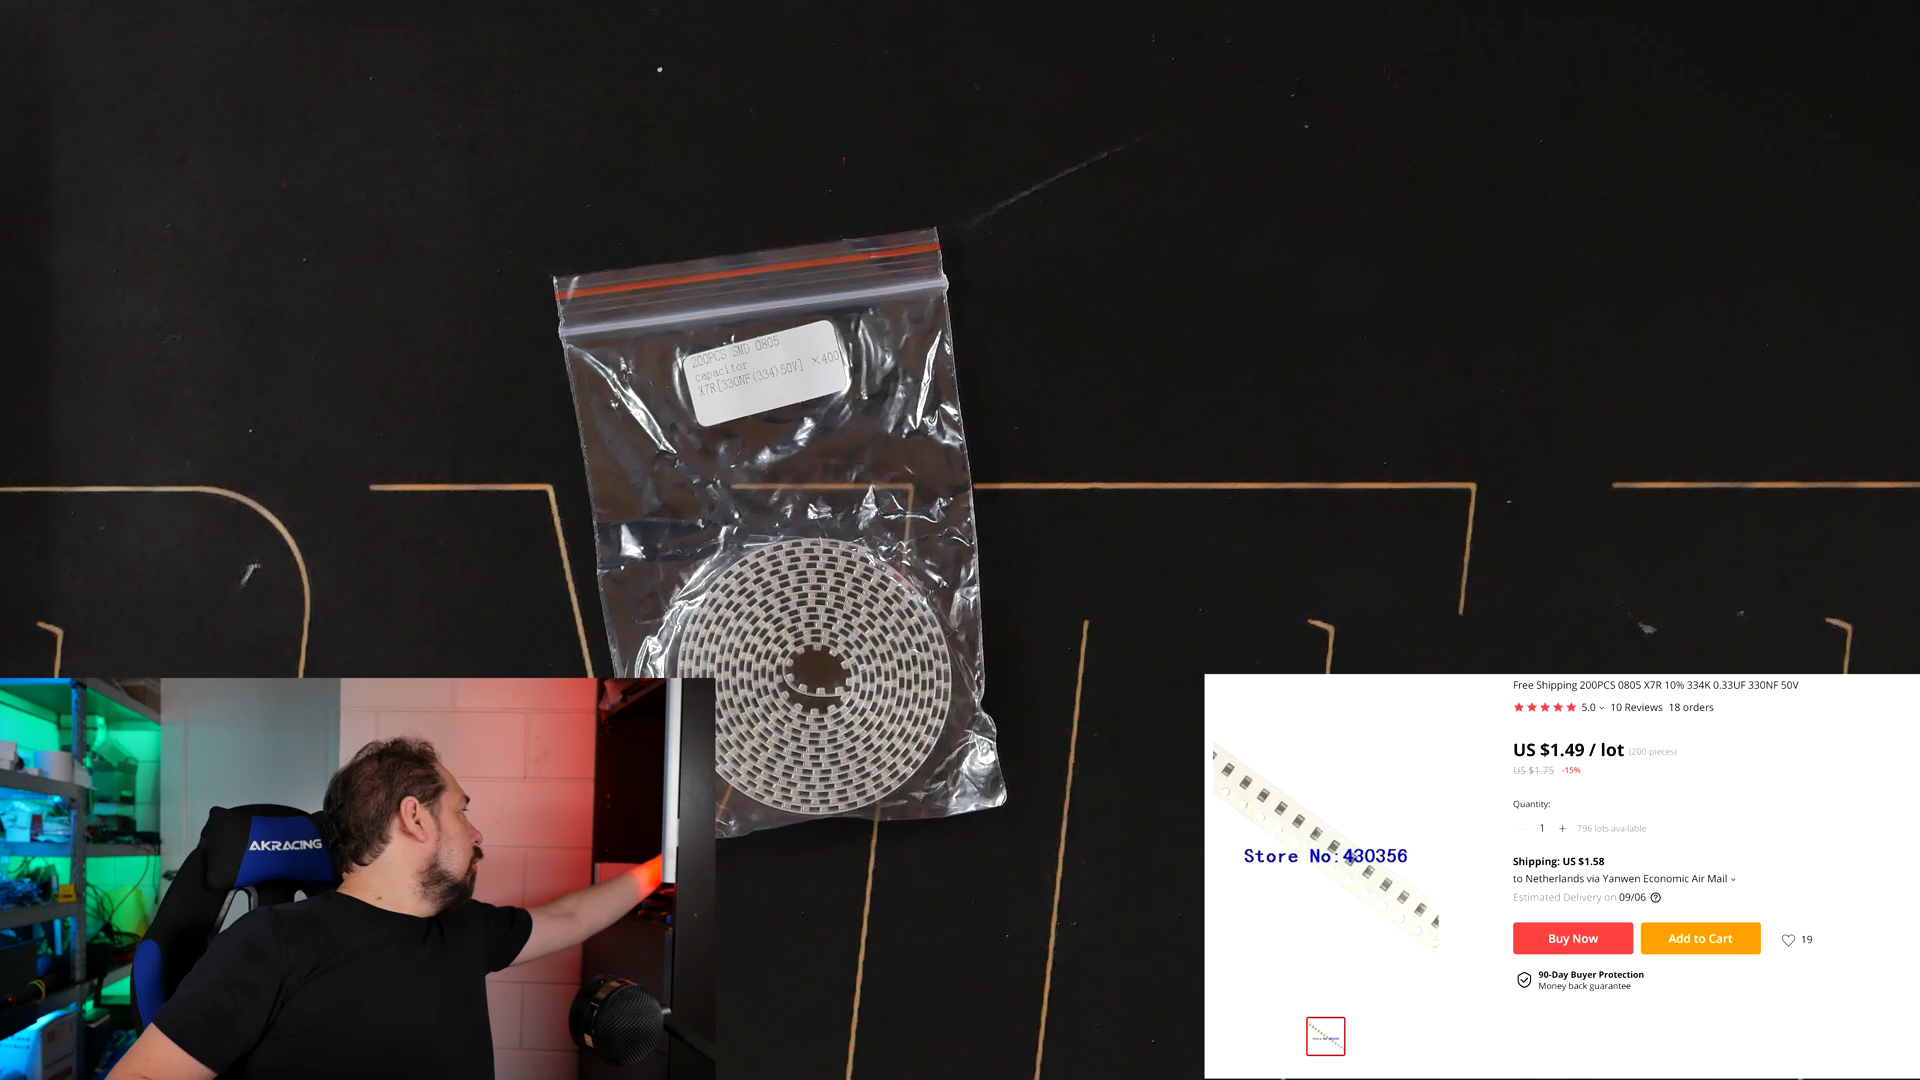 200PCS SMD 0805
capacitor
X7R[330NF(334)50V] ×400
AKRACING
Free Shipping 200PCS 0805 X7R 10% 334K 0.33UF 330NF 50V
5.0 10 Reviews 18 orders
US $1.49 / lot (200 pieces)
US $1.75 -15%
Quantity:
- 1 + 796 lots available
Store No:430356
Shipping: US $1.58
to Netherlands via Yanwen Economic Air Mail
Estimated Delivery on 09/06
Buy Now
Add to Cart
19
90-Day Buyer Protection
Money back guarantee